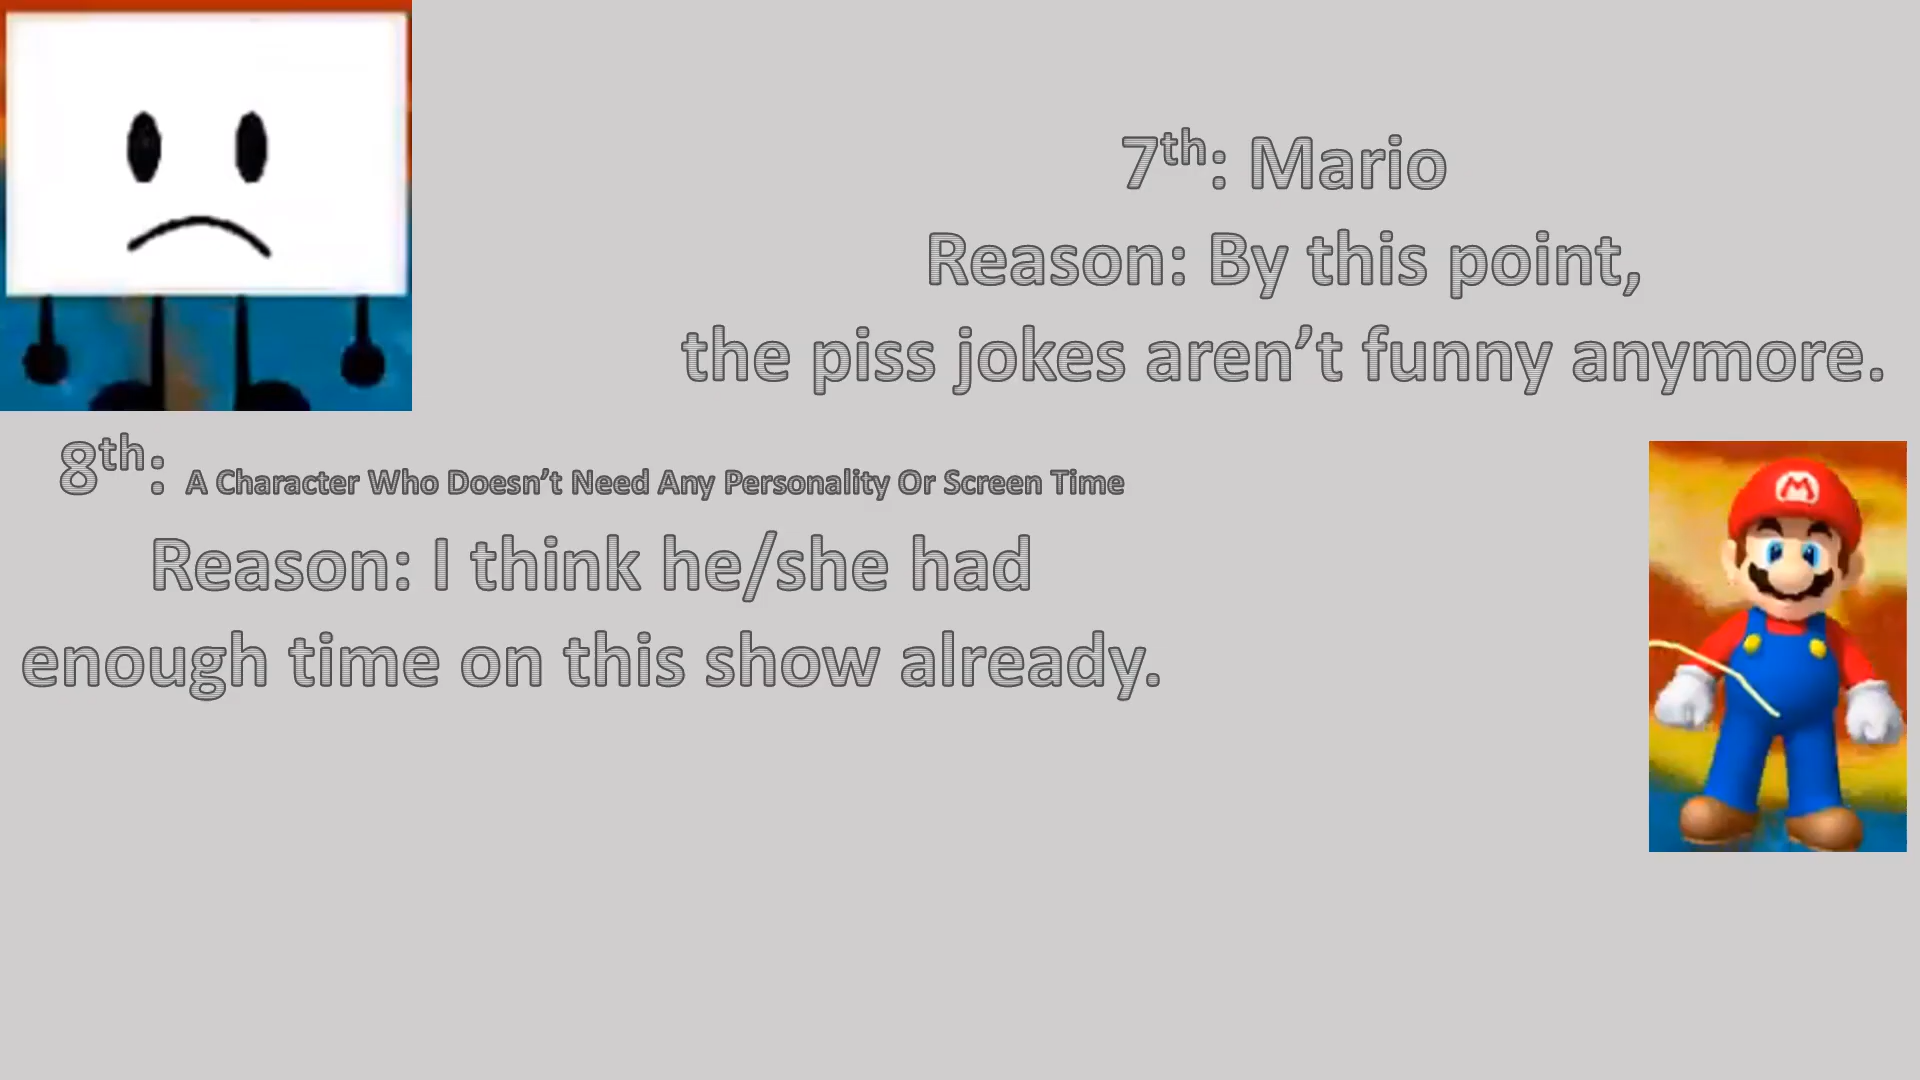 7th: Mario
Reason: By this point,
the piss jokes aren’t funny anymore.
8th: A Character Who Doesn’t Need Any Personality Or Screen Time
Reason: I think he/she had
enough time on this show already.
M